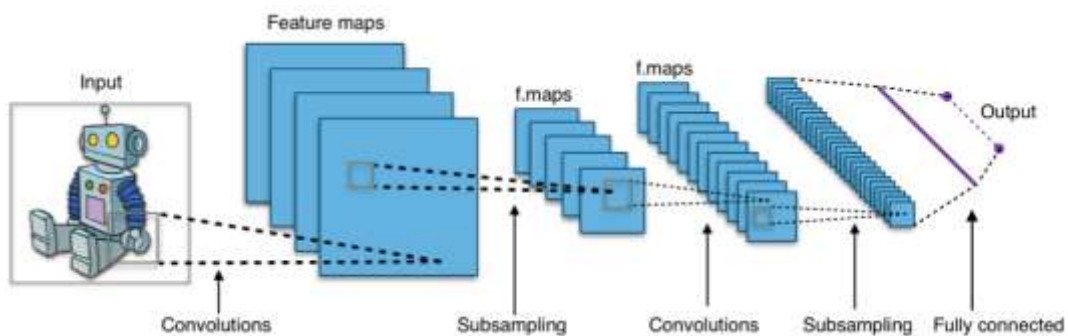 Feature maps
f.maps
Input
f.maps
Output
Convolutions
Subsampling
Convolutions
Subsampling
Fully connected